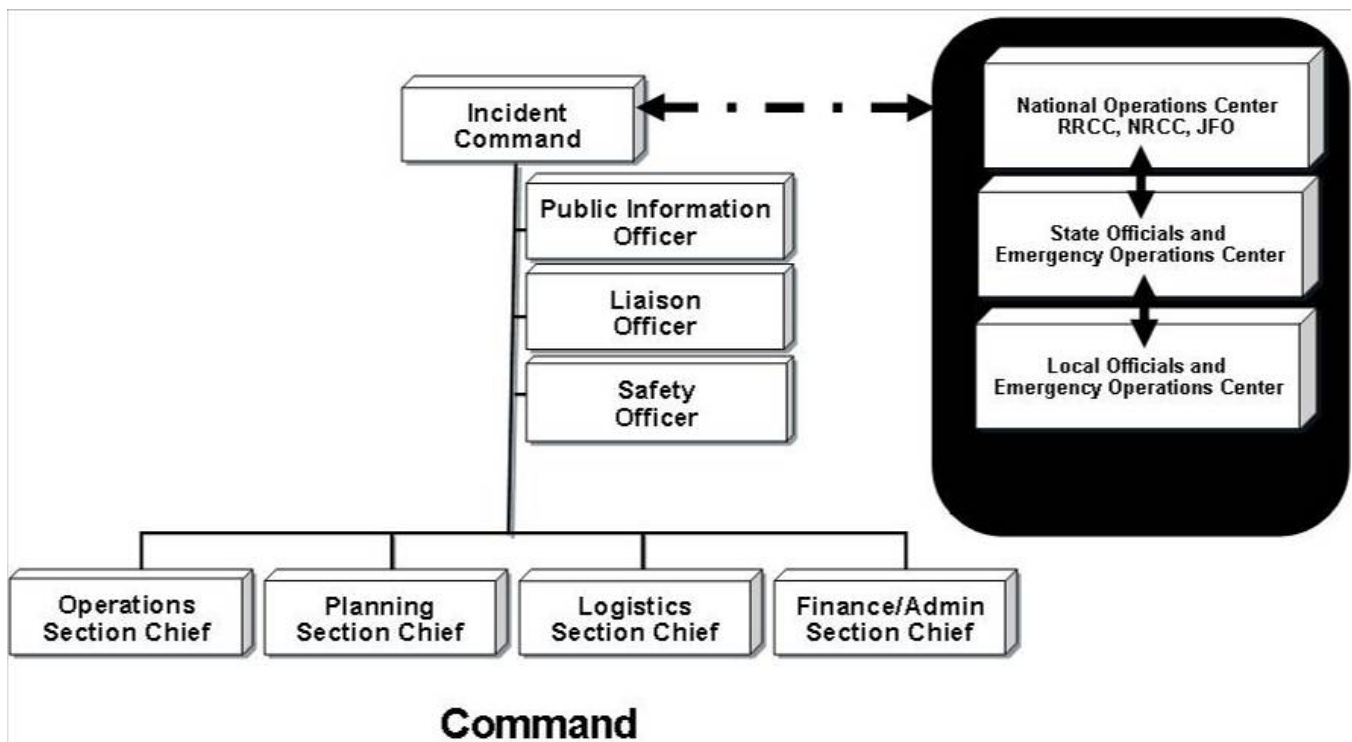 Incident
Command
Public Information
Officer
Liaison
Officer
Safety
Officer
Operations
Section Chief
Planning
Section Chief
Logistics
Section Chief
Finance/Admin
Section Chief
Command
National Operations Center
RRCC, NRCC, JFO
State Officials and
Emergency Operations Center
Local Officials and
Emergency Operations Center